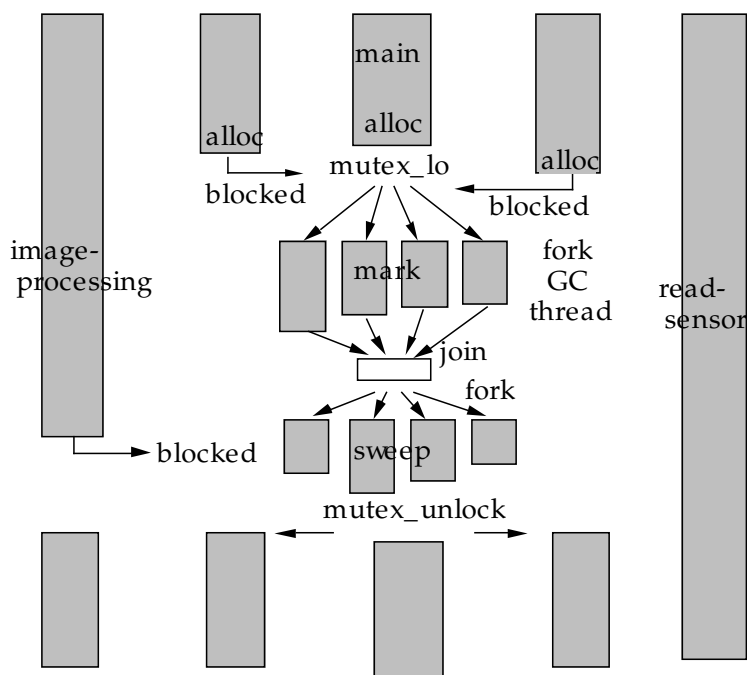 main
alloc
alloc
alloc
mutex_lo
blocked
blocked
image-
processing
mark
fork
GC
thread
read-
sensor
join
fork
blocked
sweep
mutex_unlock